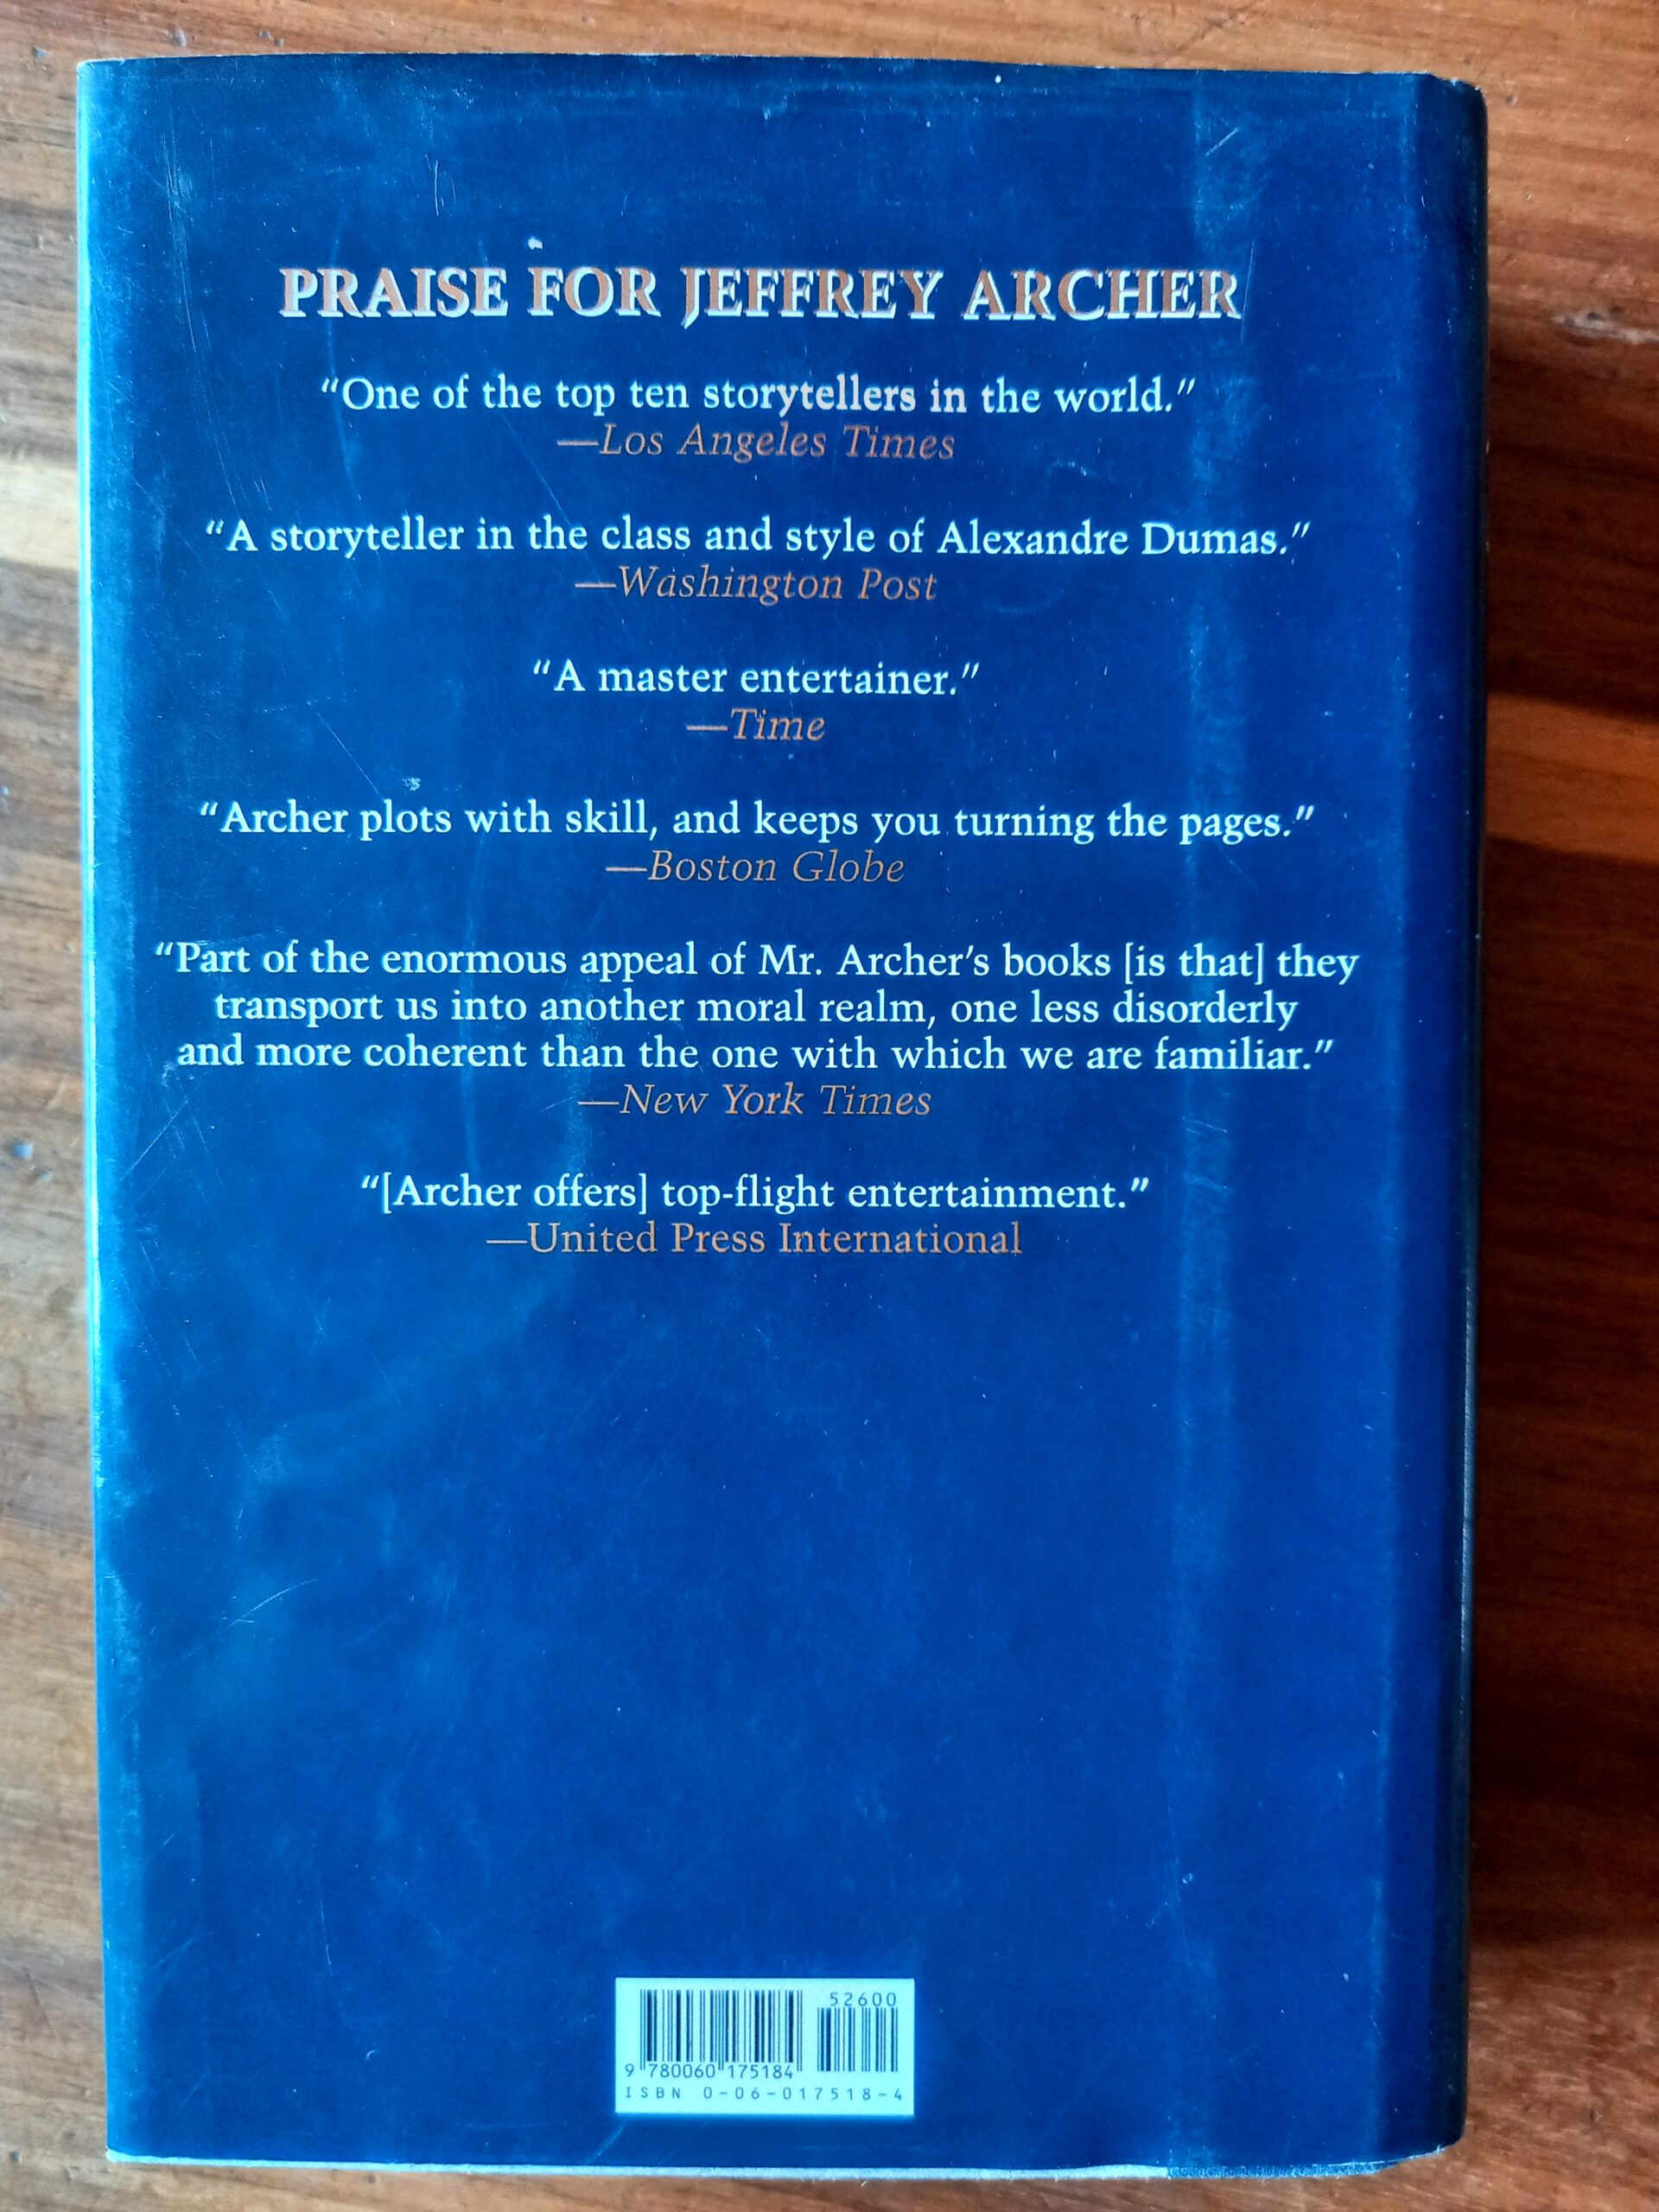 PRAISE FOR JEFFREY ARCHER
“One of the top ten storytellers in the world.”
—Los Angeles Times
“A storyteller in the class and style of Alexandre Dumas.”
—Washington Post
“A master entertainer.”
—Time
“Archer plots with skill, and keeps you turning the pages.”
—Boston Globe
“Part of the enormous appeal of Mr. Archer’s books [is that] they
transport us into another moral realm, one less disorderly
and more coherent than the one with which we are familiar.”
—New York Times
“[Archer offers] top-flight entertainment.”
—United Press International
52600
9 780060 175184
ISBN 0-06-017518-4